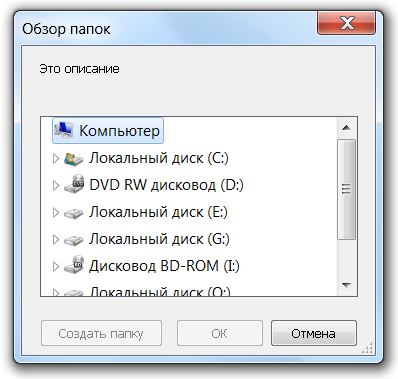 Обзор папок
Это описание
Компьютер
Локальный диск (C:)
DVD RW дисковод (D:)
Локальный диск (E:)
Локальный диск (G:)
Дисковод BD-ROM (I:)
Локальный диск (O:)
Создать папку
OK
Отмена